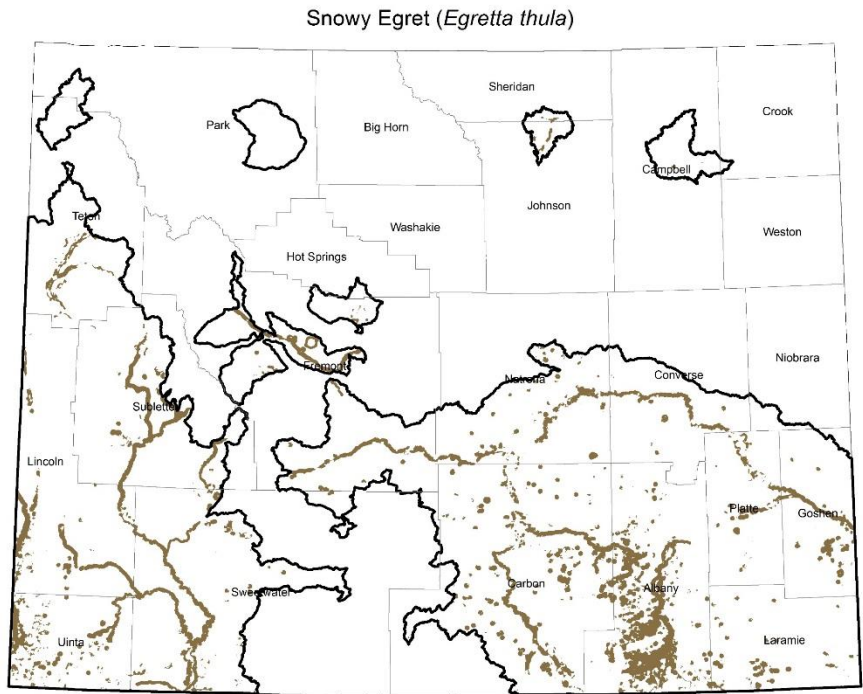 Snowy Egret (Egretta thula)
Sheridan
Crook
Park
Big Horn
Campbell
Johnson
Teton
Washakie
Weston
Hot Springs
Niobrara
Fremont
Natrona
Converse
Sublette
Lincoln
Platte
Goshen
Carbon
Albany
Sweetwater
Uinta
Laramie